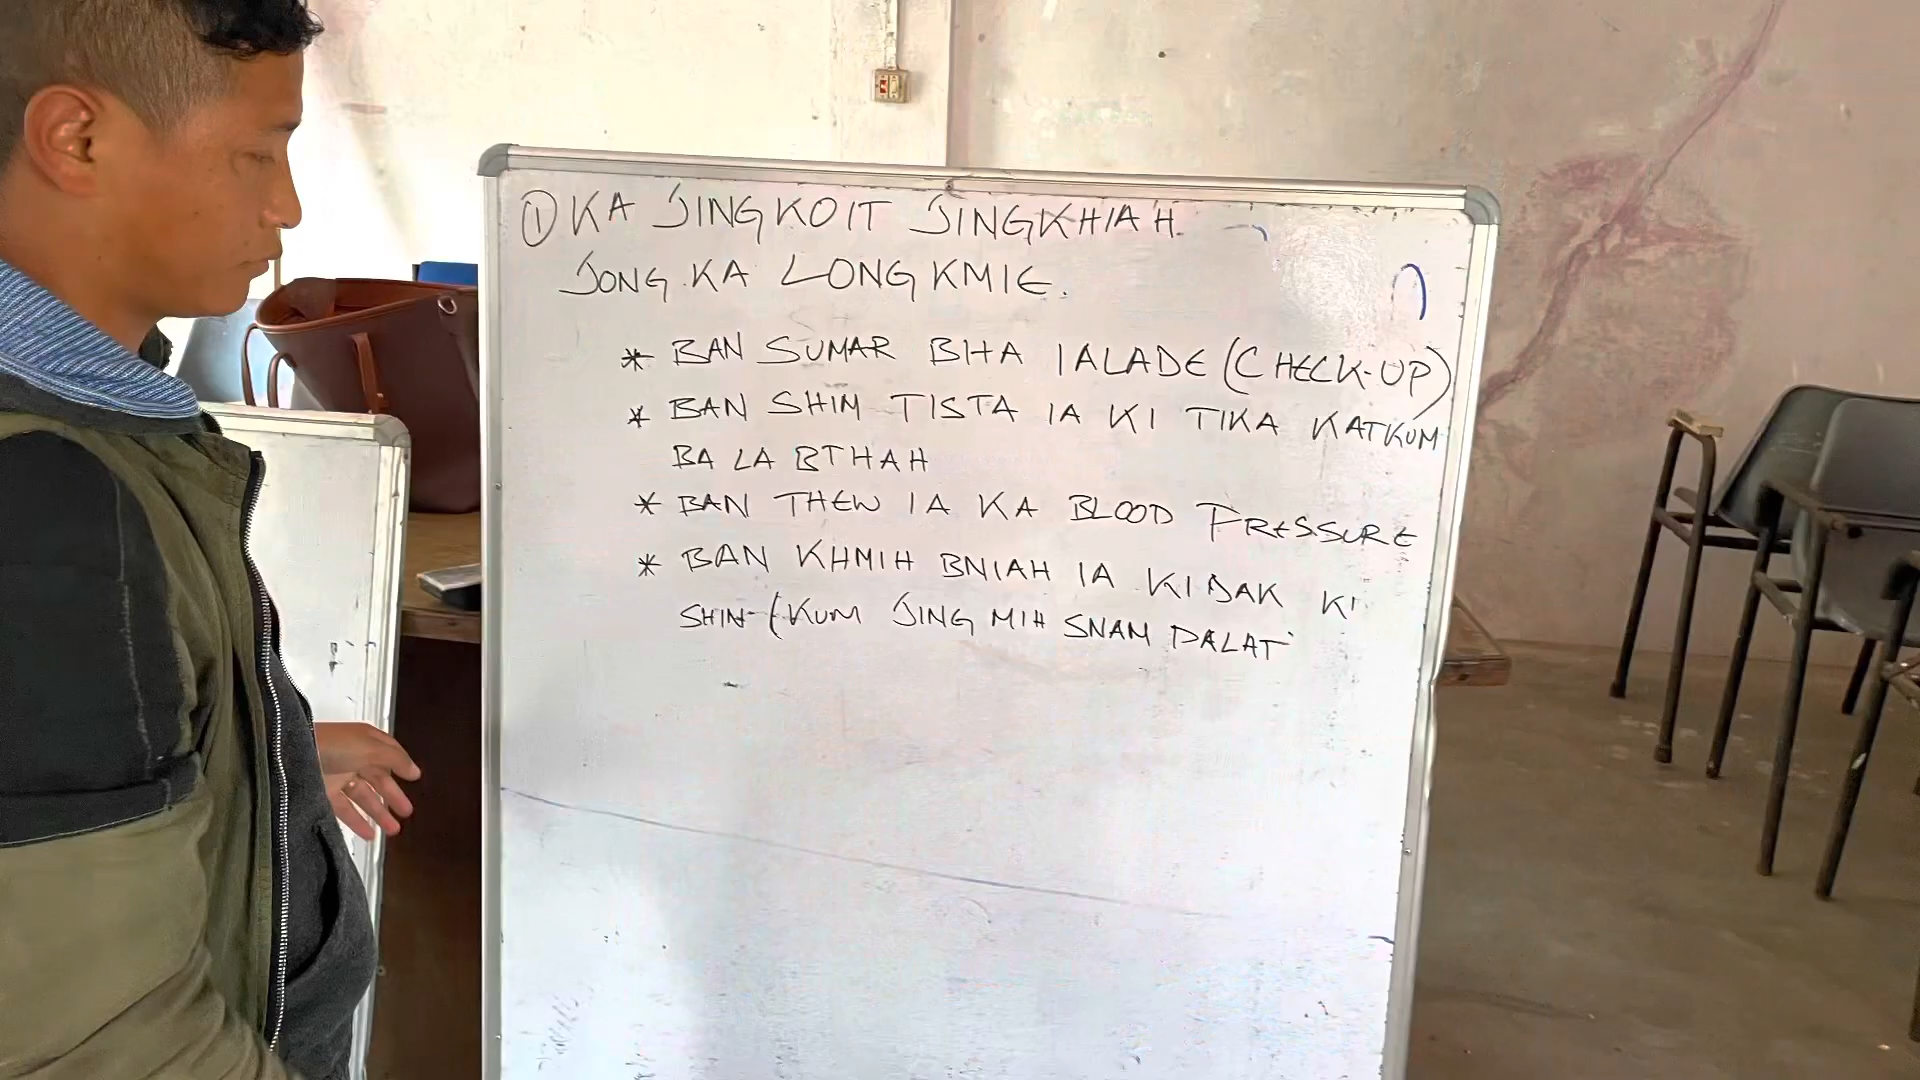 ① KA JINGKOIT JINGKHIAH.
JONG KA LONGKMIE.
* BAN SUMAR BHA IALADE (CHECK-UP)
* BAN SHIM TISTA IA KI TIKA KATKUM
BA LA BTHAH
* BAN THEW IA KA BLOOD PRESSURE
* BAN KHMIH BNIAH IA KI DAK KI
SHIN (KUM JINGMIH SNAM PALAT